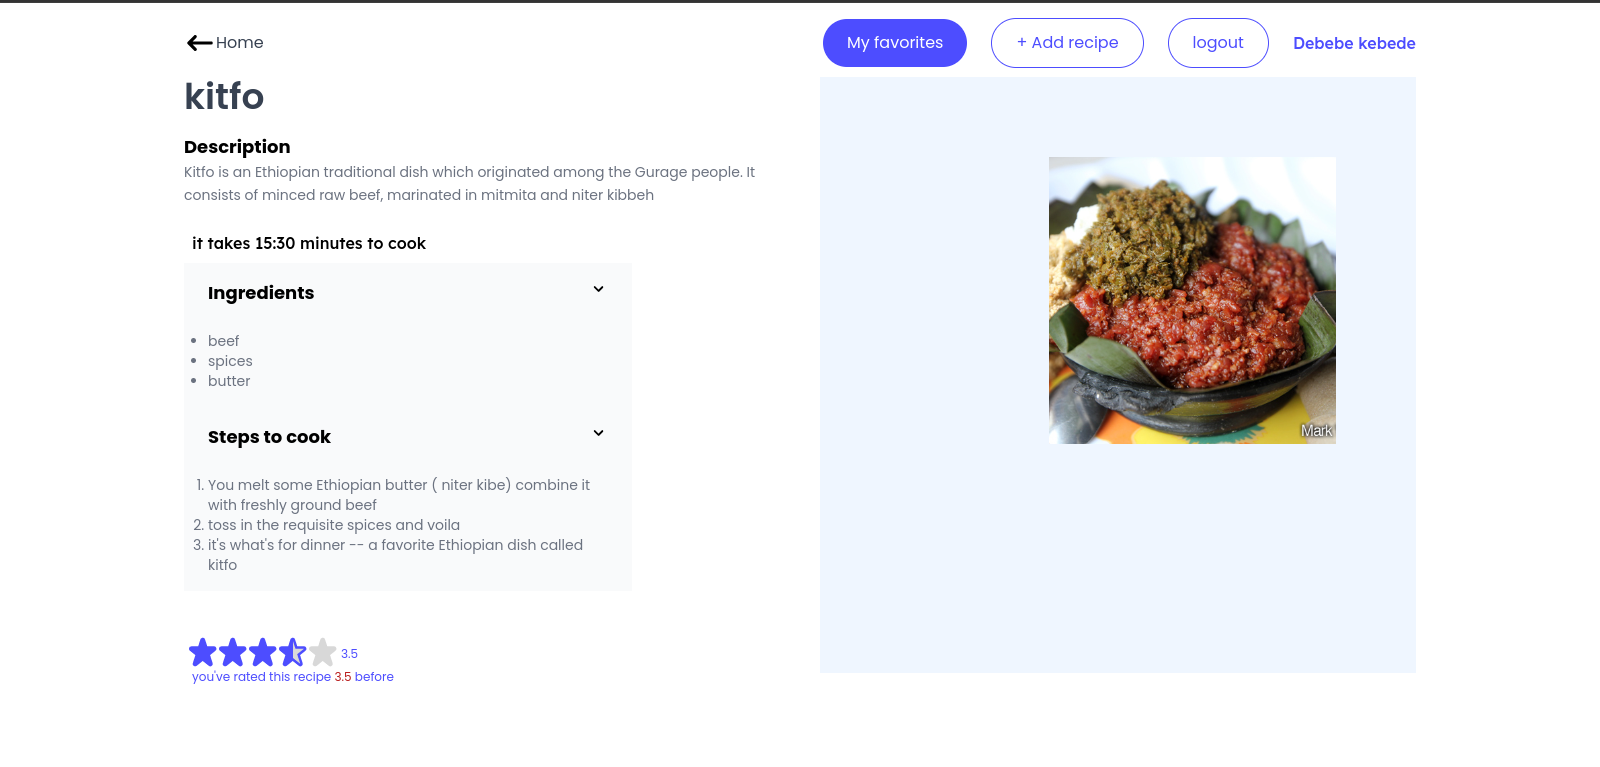 Home
My favorites
+ Add recipe
logout
Debebe kebede
kitfo
Description
Kitfo is an Ethiopian traditional dish which originated among the Gurage people. It
consists of minced raw beef, marinated in mitmita and niter kibbeh
it takes 15:30 minutes to cook
Ingredients
beef
spices
butter
Steps to cook
1. You melt some Ethiopian butter ( niter kibe) combine it
with freshly ground beef
2. toss in the requisite spices and voila
3. it's what's for dinner -- a favorite Ethiopian dish called
kitfo
3.5
you've rated this recipe 3.5 before
Mark